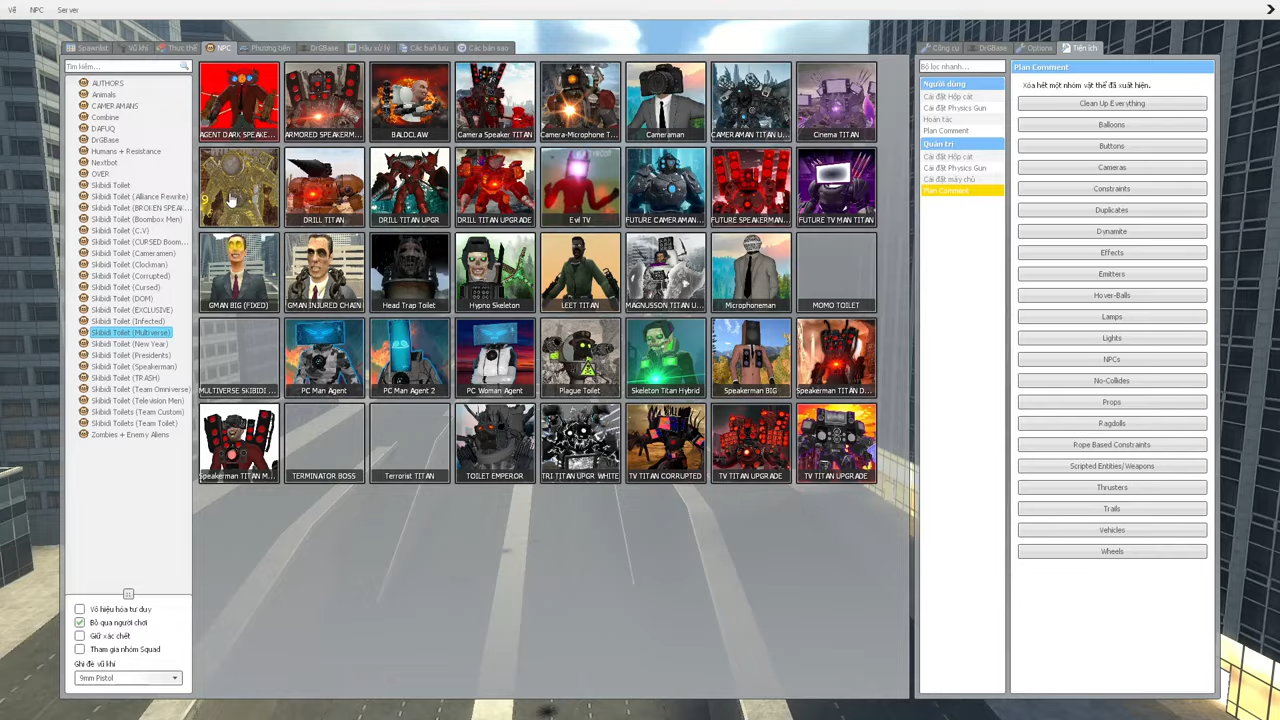 Vẽ NPC Server
Spawnlist Vũ khí Thực thể NPC Phương tiện DrGBase Hậu xử lý Các bản lưu Các bản sao
Tìm kiếm...
AUTHORS
Animals
CAMERAMANS
Combine
DAFUQ
DrGBase
Humans + Resistance
Nextbot
OVER
Skibidi Toilet
Skibidi Toilet (Alliance Rewrite)
Skibidi Toilet (BROKEN SPEAK...
Skibidi Toilet (Boombox Men)
Skibidi Toilet (C.V)
Skibidi Toilet (CURSED Boom...
Skibidi Toilet (Cameramen)
Skibidi Toilet (Clockman)
Skibidi Toilet (Corrupted)
Skibidi Toilet (Cursed)
Skibidi Toilet (DOM)
Skibidi Toilet (EXCLUSIVE)
Skibidi Toilet (Infected)
Skibidi Toilet (Multiverse)
Skibidi Toilet (New Year)
Skibidi Toilet (Presidents)
Skibidi Toilet (Speakerman)
Skibidi Toilet (TRASH)
Skibidi Toilet (Team Omniverse)
Skibidi Toilet (Television Men)
Skibidi Toilets (Team Custom)
Skibidi Toilets (Team Toilet)
Zombies + Enemy Aliens
Vô hiệu hóa tư duy
Bỏ qua người chơi
Giữ xác chết
Tham gia nhóm Squad
Ghi đè vũ khí
9mm Pistol
AGENT DARK SPEAKE... ARMORED SPEAKERM... BALDCLAW Camera Speaker TITAN Camera-Microphone T... Cameraman CAMERAMAN TITAN U... Cinema TITAN
DRILL TITAN DRILL TITAN UPGR DRILL TITAN UPGRADE Evil TV FUTURE CAMERAMAN... FUTURE SPEAKERMAN... FUTURE TV MAN TITAN
GMAN BIG (FIXED) GMAN INJURED CHAIN Head Trap Toilet Hypno Skeleton LEET TITAN MAGNUSSON TITAN U... Microphoneman MOMO TOILET
MULTIVERSE SKIBIDI ... PC Man Agent PC Man Agent 2 PC Woman Agent Plague Toilet Skeleton Titan Hybrid Speakerman BIG Speakerman TITAN D...
Speakerman TITAN M... TERMINATOR BOSS Terrorist TITAN TOILET EMPEROR TRI TITAN UPGR WHITE TV TITAN CORRUPTED TV TITAN UPGRADE TV TITAN UPGRADE
Công cụ DrGBase Options Tiện ích
Bộ lọc nhanh...
Người dùng
Cài đặt Hộp cát
Cài đặt Physics Gun
Hoàn tác
Plan Comment
Quản trị
Cài đặt Hộp cát
Cài đặt Physics Gun
Cài đặt máy chủ
Plan Comment
Plan Comment
Xóa hết một nhóm vật thể đã xuất hiện.
Clean Up Everything
Balloons
Buttons
Cameras
Constraints
Duplicates
Dynamite
Effects
Emitters
Hover-Balls
Lamps
Lights
NPCs
No-Collides
Props
Ragdolls
Rope Based Constraints
Scripted Entities/Weapons
Thrusters
Trails
Vehicles
Wheels